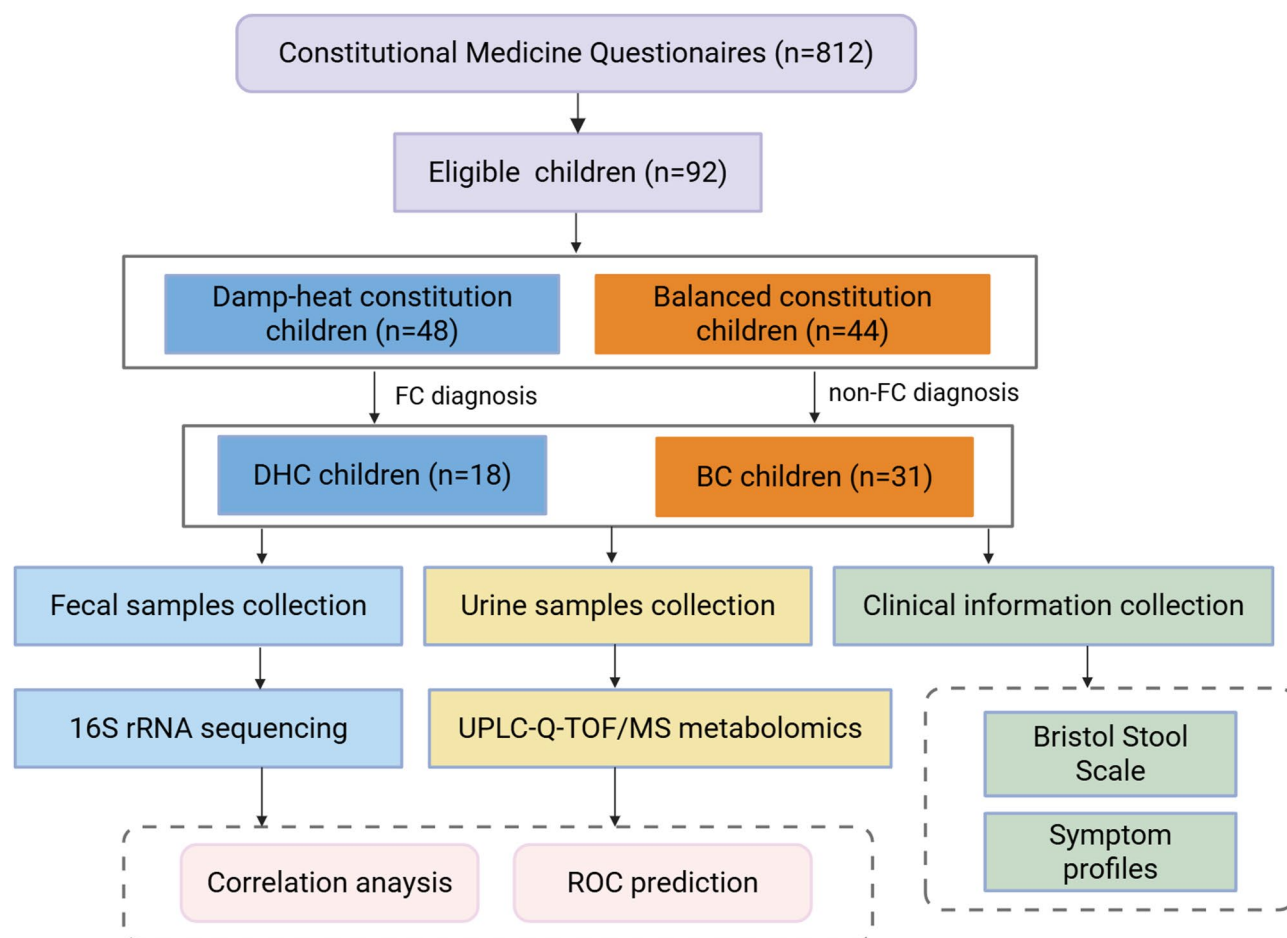 Constitutional Medicine Questionaires (n=812)
Eligible children (n=92)
Damp-heat constitution
children (n=48)
Balanced constitution
children (n=44)
FC diagnosis
non-FC diagnosis
DHC children (n=18)
BC children (n=31)
Fecal samples collection
Urine samples collection
Clinical information collection
16S rRNA sequencing
UPLC-Q-TOF/MS metabolomics
Bristol Stool
Scale
Symptom
profiles
Correlation anaysis
ROC prediction